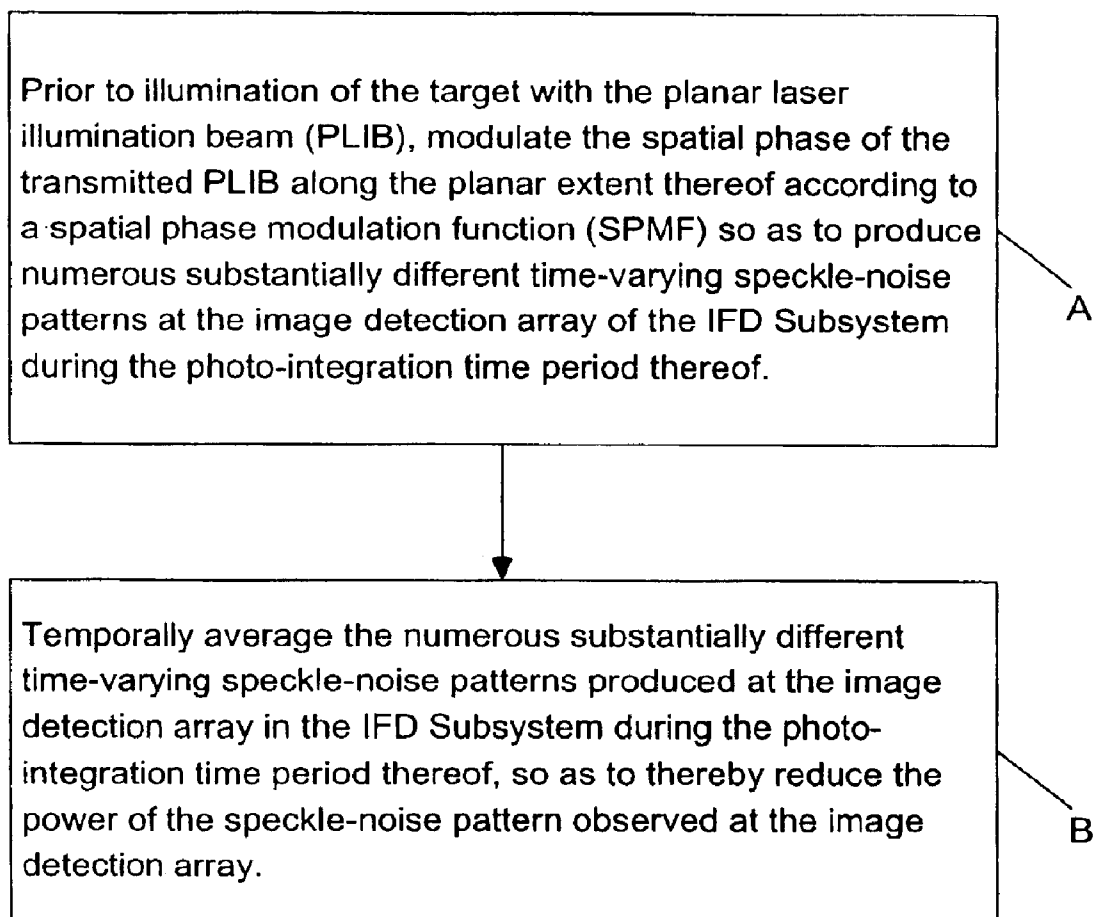 Prior to illumination of the target with the planar laser
illumination beam (PLIB), modulate the spatial phase of the
transmitted PLIB along the planar extent thereof according to
a spatial phase modulation function (SPMF) so as to produce
numerous substantially different time-varying speckle-noise
patterns at the image detection array of the IFD Subsystem
during the photo-integration time period thereof.
A
Temporally average the numerous substantially different
time-varying speckle-noise patterns produced at the image
detection array in the IFD Subsystem during the photo-
integration time period thereof, so as to thereby reduce the
power of the speckle-noise pattern observed at the image
detection array.
B